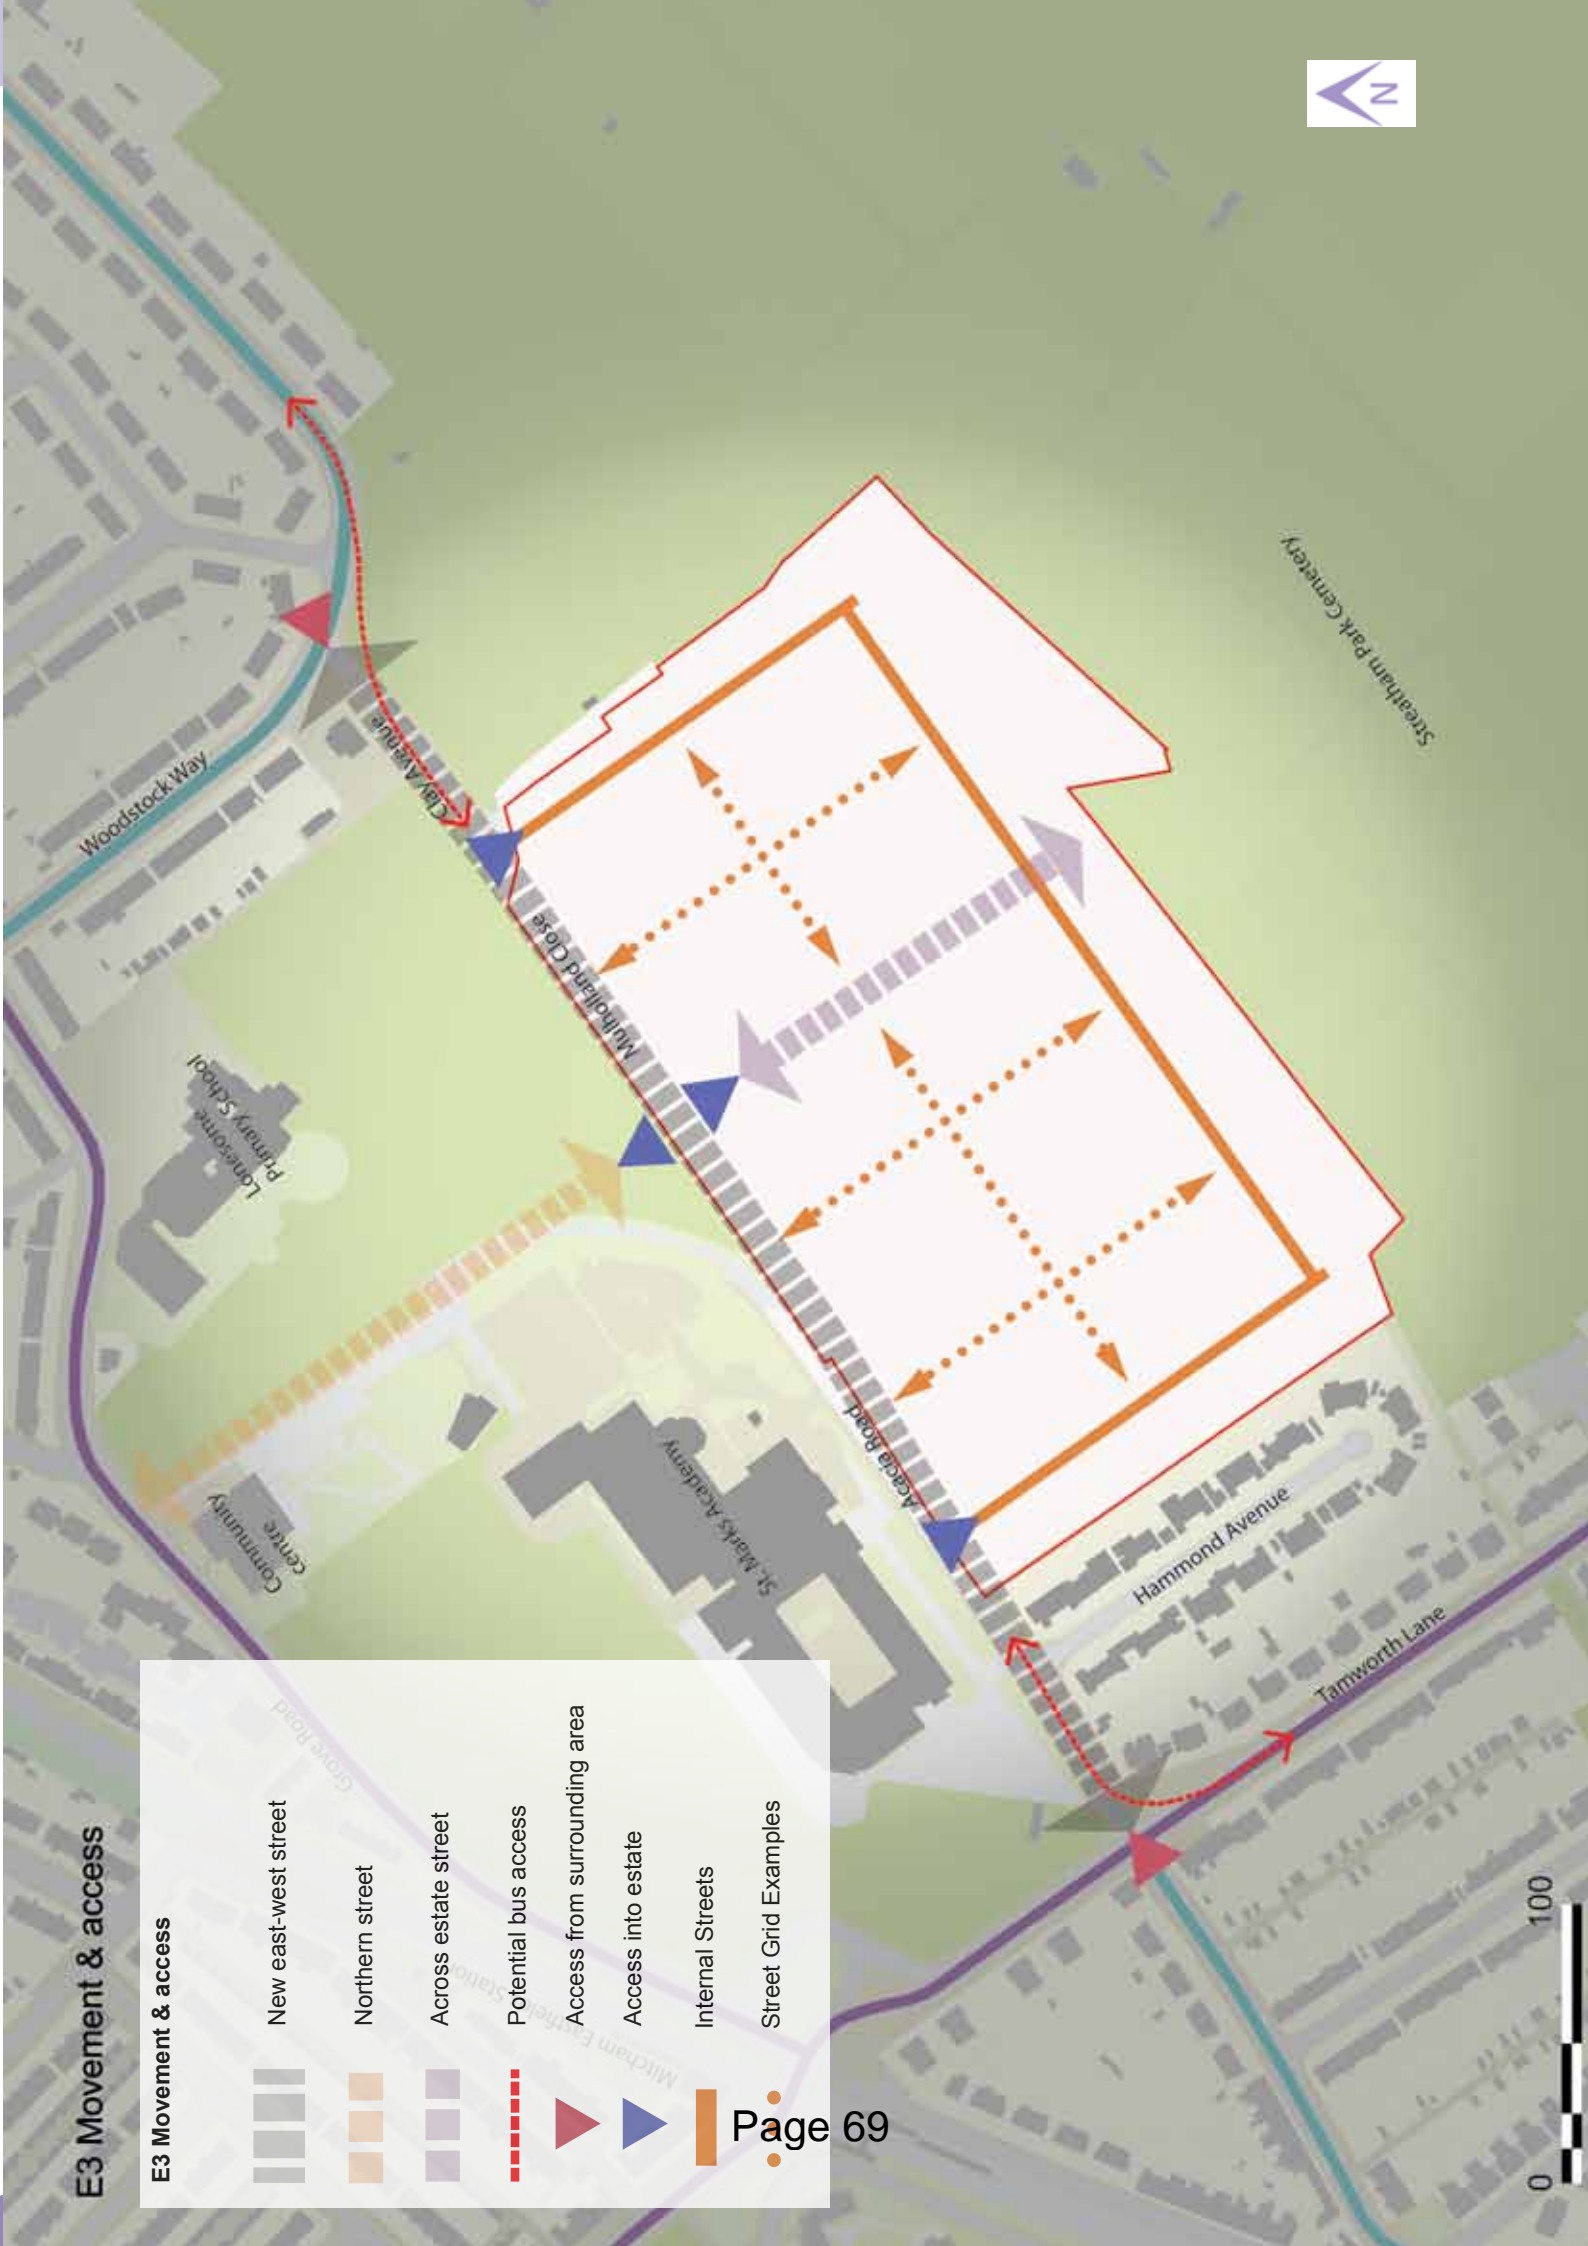 E3 Movement & access
E3 Movement & access
New east-west street
Northern street
Across estate street
Potential bus access
Access from surrounding area
Access into estate
Internal Streets
Street Grid Examples
Grove Road
Mitcham Eastfield Station
Community
centre
Lonesome
Primary School
Woodstock Way
Clay Avenue
Mulholland Close
Acacia Road
St. Marks Academy
Hammond Avenue
Tamworth Lane
Streatham Park Cemetery
N
0
100
Page 69